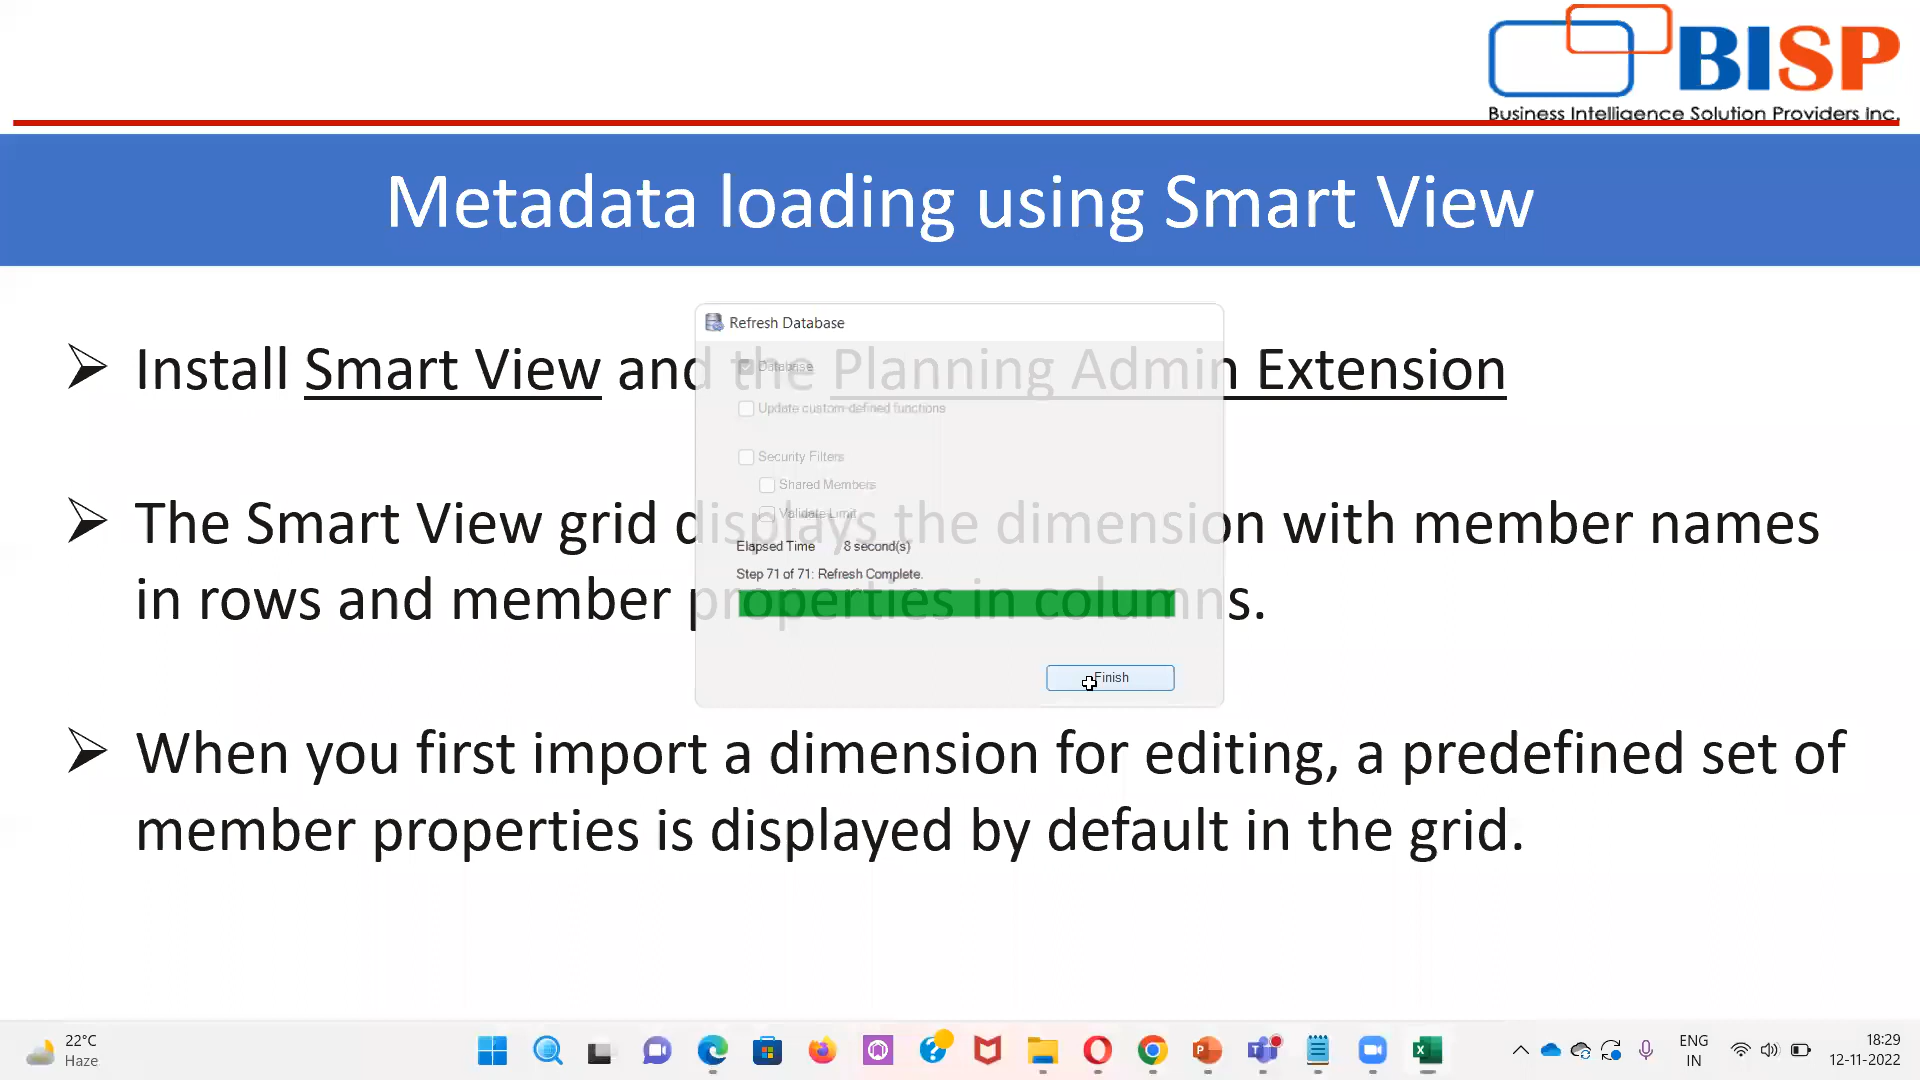 BISP
Business Intelligence Solution Providers Inc.
Metadata loading using Smart View
Install Smart View and the Planning Admin Extension
The Smart View grid displays the dimension with member names
in rows and member properties in columns.
When you first import a dimension for editing, a predefined set of
member properties is displayed by default in the grid.
Refresh Database
Database
Update custom-defined functions
Security Filters
Shared Members
Validate Limit
Elapsed Time 8 second(s)
Step 71 of 71: Refresh Complete.
Finish
22°C
Haze
ENG
IN
18:29
12-11-2022